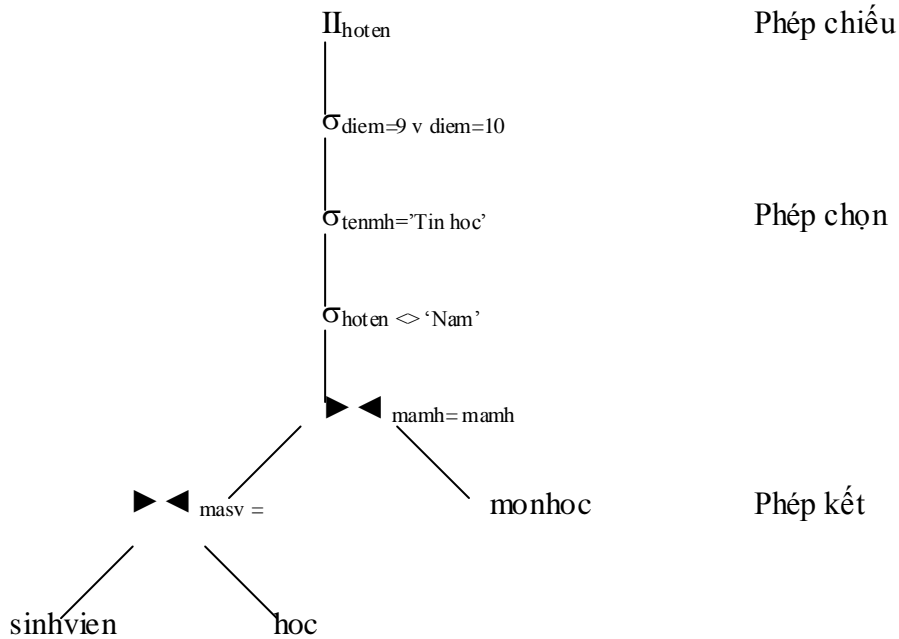 IIhoten Phép chiếu
σdiem=9 v diem=10
σtenmh='Tin hoc' Phép chọn
σhoten <> ‘Nam’
►◄ mamh= mamh
►◄ masv = monhoc Phép kết
sinhvien hoc